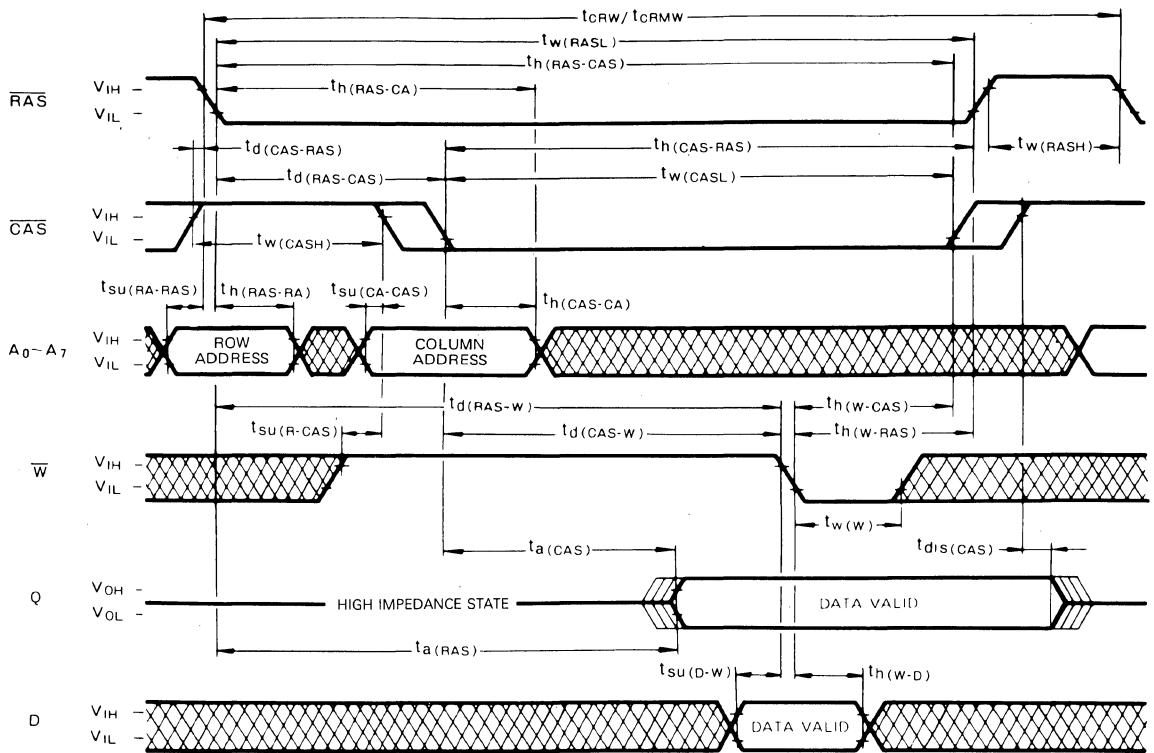 tCRW/tCRMW
tw(RASL)
th(RAS-CAS)
th(RAS-CA)
RAS
VIH
VIL
td(CAS-RAS)
th(CAS-RAS)
tw(RASH)
td(RAS-CAS)
tw(CASL)
CAS
VIH
VIL
tw(CASH)
tsu(RA-RAS)
th(RAS-RA)
tsu(CA-CAS)
th(CAS-CA)
A0~A7
VIH
VIL
ROW ADDRESS
COLUMN ADDRESS
td(RAS-W)
th(W-CAS)
tsu(R-CAS)
td(CAS-W)
th(W-RAS)
W
VIH
VIL
tw(W)
ta(CAS)
tdis(CAS)
Q
VOH
VOL
HIGH IMPEDANCE STATE
DATA VALID
ta(RAS)
tsu(D-W)
th(W-D)
D
VIH
VIL
DATA VALID